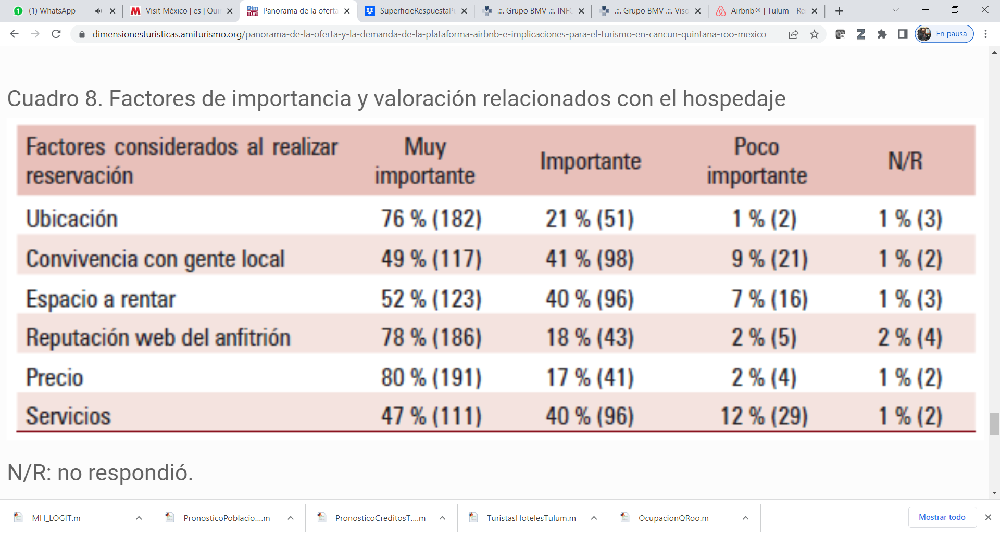 (1) WhatsApp
Visit México | es | Qui
Panorama de la oferta
SuperficieRespuestaP
.::. Grupo BMV .::. INFO
.::. Grupo BMV .::. Viso
Airbnb® | Tulum - Re
dimensionesturisticas.amiturismo.org/panorama-de-la-oferta-y-la-demanda-de-la-plataforma-airbnb-e-implicaciones-para-el-turismo-en-cancun-quintana-roo-mexico
En pausa
Cuadro 8. Factores de importancia y valoración relacionados con el hospedaje
Factores considerados al realizar reservación Muy importante Importante Poco importante N/R
Ubicación 76 % (182) 21 % (51) 1 % (2) 1 % (3)
Convivencia con gente local 49 % (117) 41 % (98) 9 % (21) 1 % (2)
Espacio a rentar 52 % (123) 40 % (96) 7 % (16) 1 % (3)
Reputación web del anfitrión 78 % (186) 18 % (43) 2 % (5) 2 % (4)
Precio 80 % (191) 17 % (41) 2 % (4) 1 % (2)
Servicios 47 % (111) 40 % (96) 12 % (29) 1 % (2)
N/R: no respondió.
MH_LOGIT.m
PronosticoPoblacio....m
PronosticoCreditosT....m
TuristasHotelesTulum.m
OcupacionQRoo.m
Mostrar todo